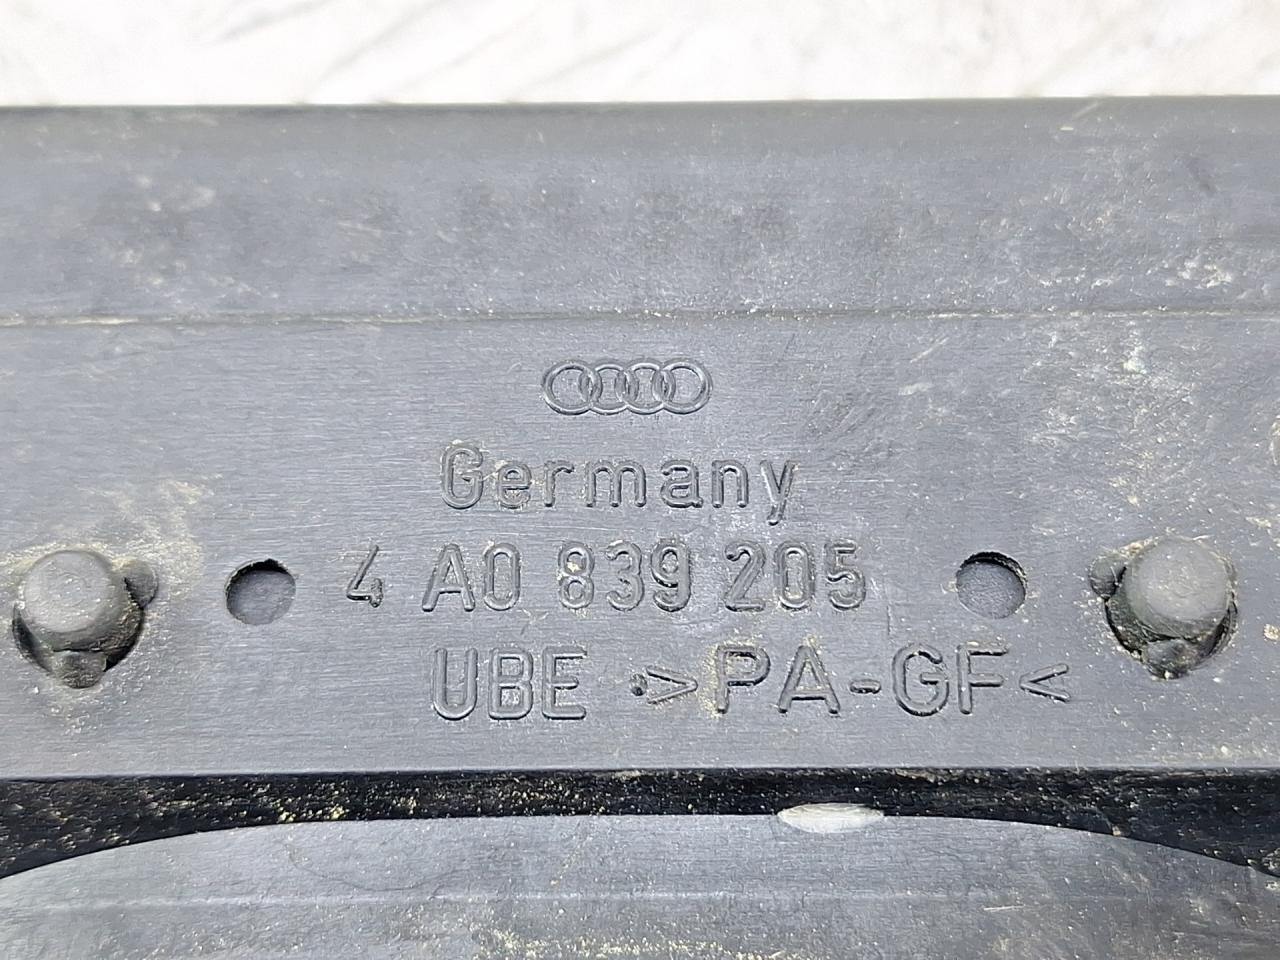 Germany
4 A0 839 205
UBE >PA-GF<